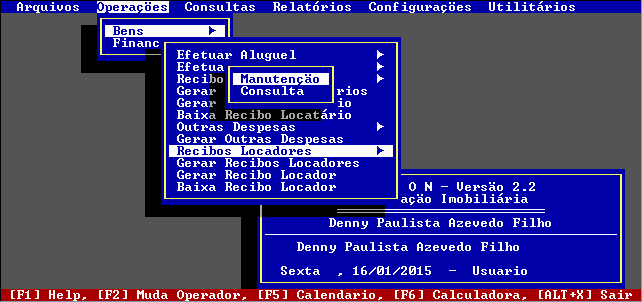 Arquivos Operações Consultas Relatórios Configurações Utilitários
Bens
Financ
Efetuar Aluguel
Efetua
Recibo
Manutenção
Consulta
Gerar rios
Gerar io
Baixa Recibo Locatário
Outras Despesas
Gerar Outras Despesas
Recibos Locadores
Gerar Recibos Locadores
Gerar Recibo Locador
Baixa Recibo Locador
O N - Versão 2.2
ação Imobiliária
Denny Paulista Azevedo Filho
Denny Paulista Azevedo Filho
Sexta , 16/01/2015 - Usuario
[F1] Help, [F2] Muda Operador, [F5] Calendario, [F6] Calculadora, [ALT+X] Sair